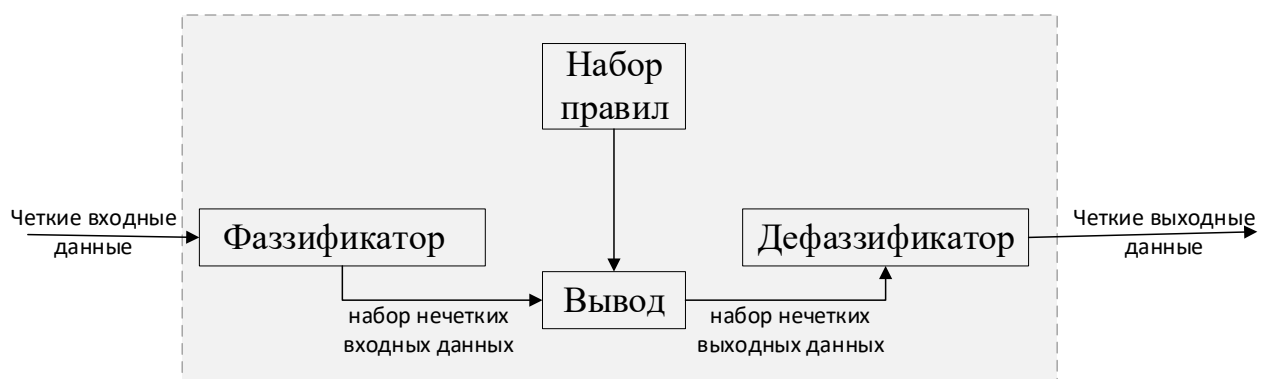 Набор
правил
Четкие входные
данные
Фаззификатор
Дефаззификатор
Четкие выходные
данные
Вывод
набор нечетких
входных данных
набор нечетких
выходных данных